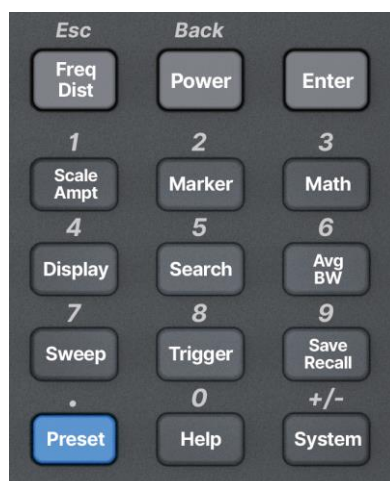 Esc Back
Freq Dist Power Enter
1 2 3
Scale Ampt Marker Math
4 5 6
Display Search Avg BW
7 8 9
Sweep Trigger Save Recall
. 0 +/-
Preset Help System